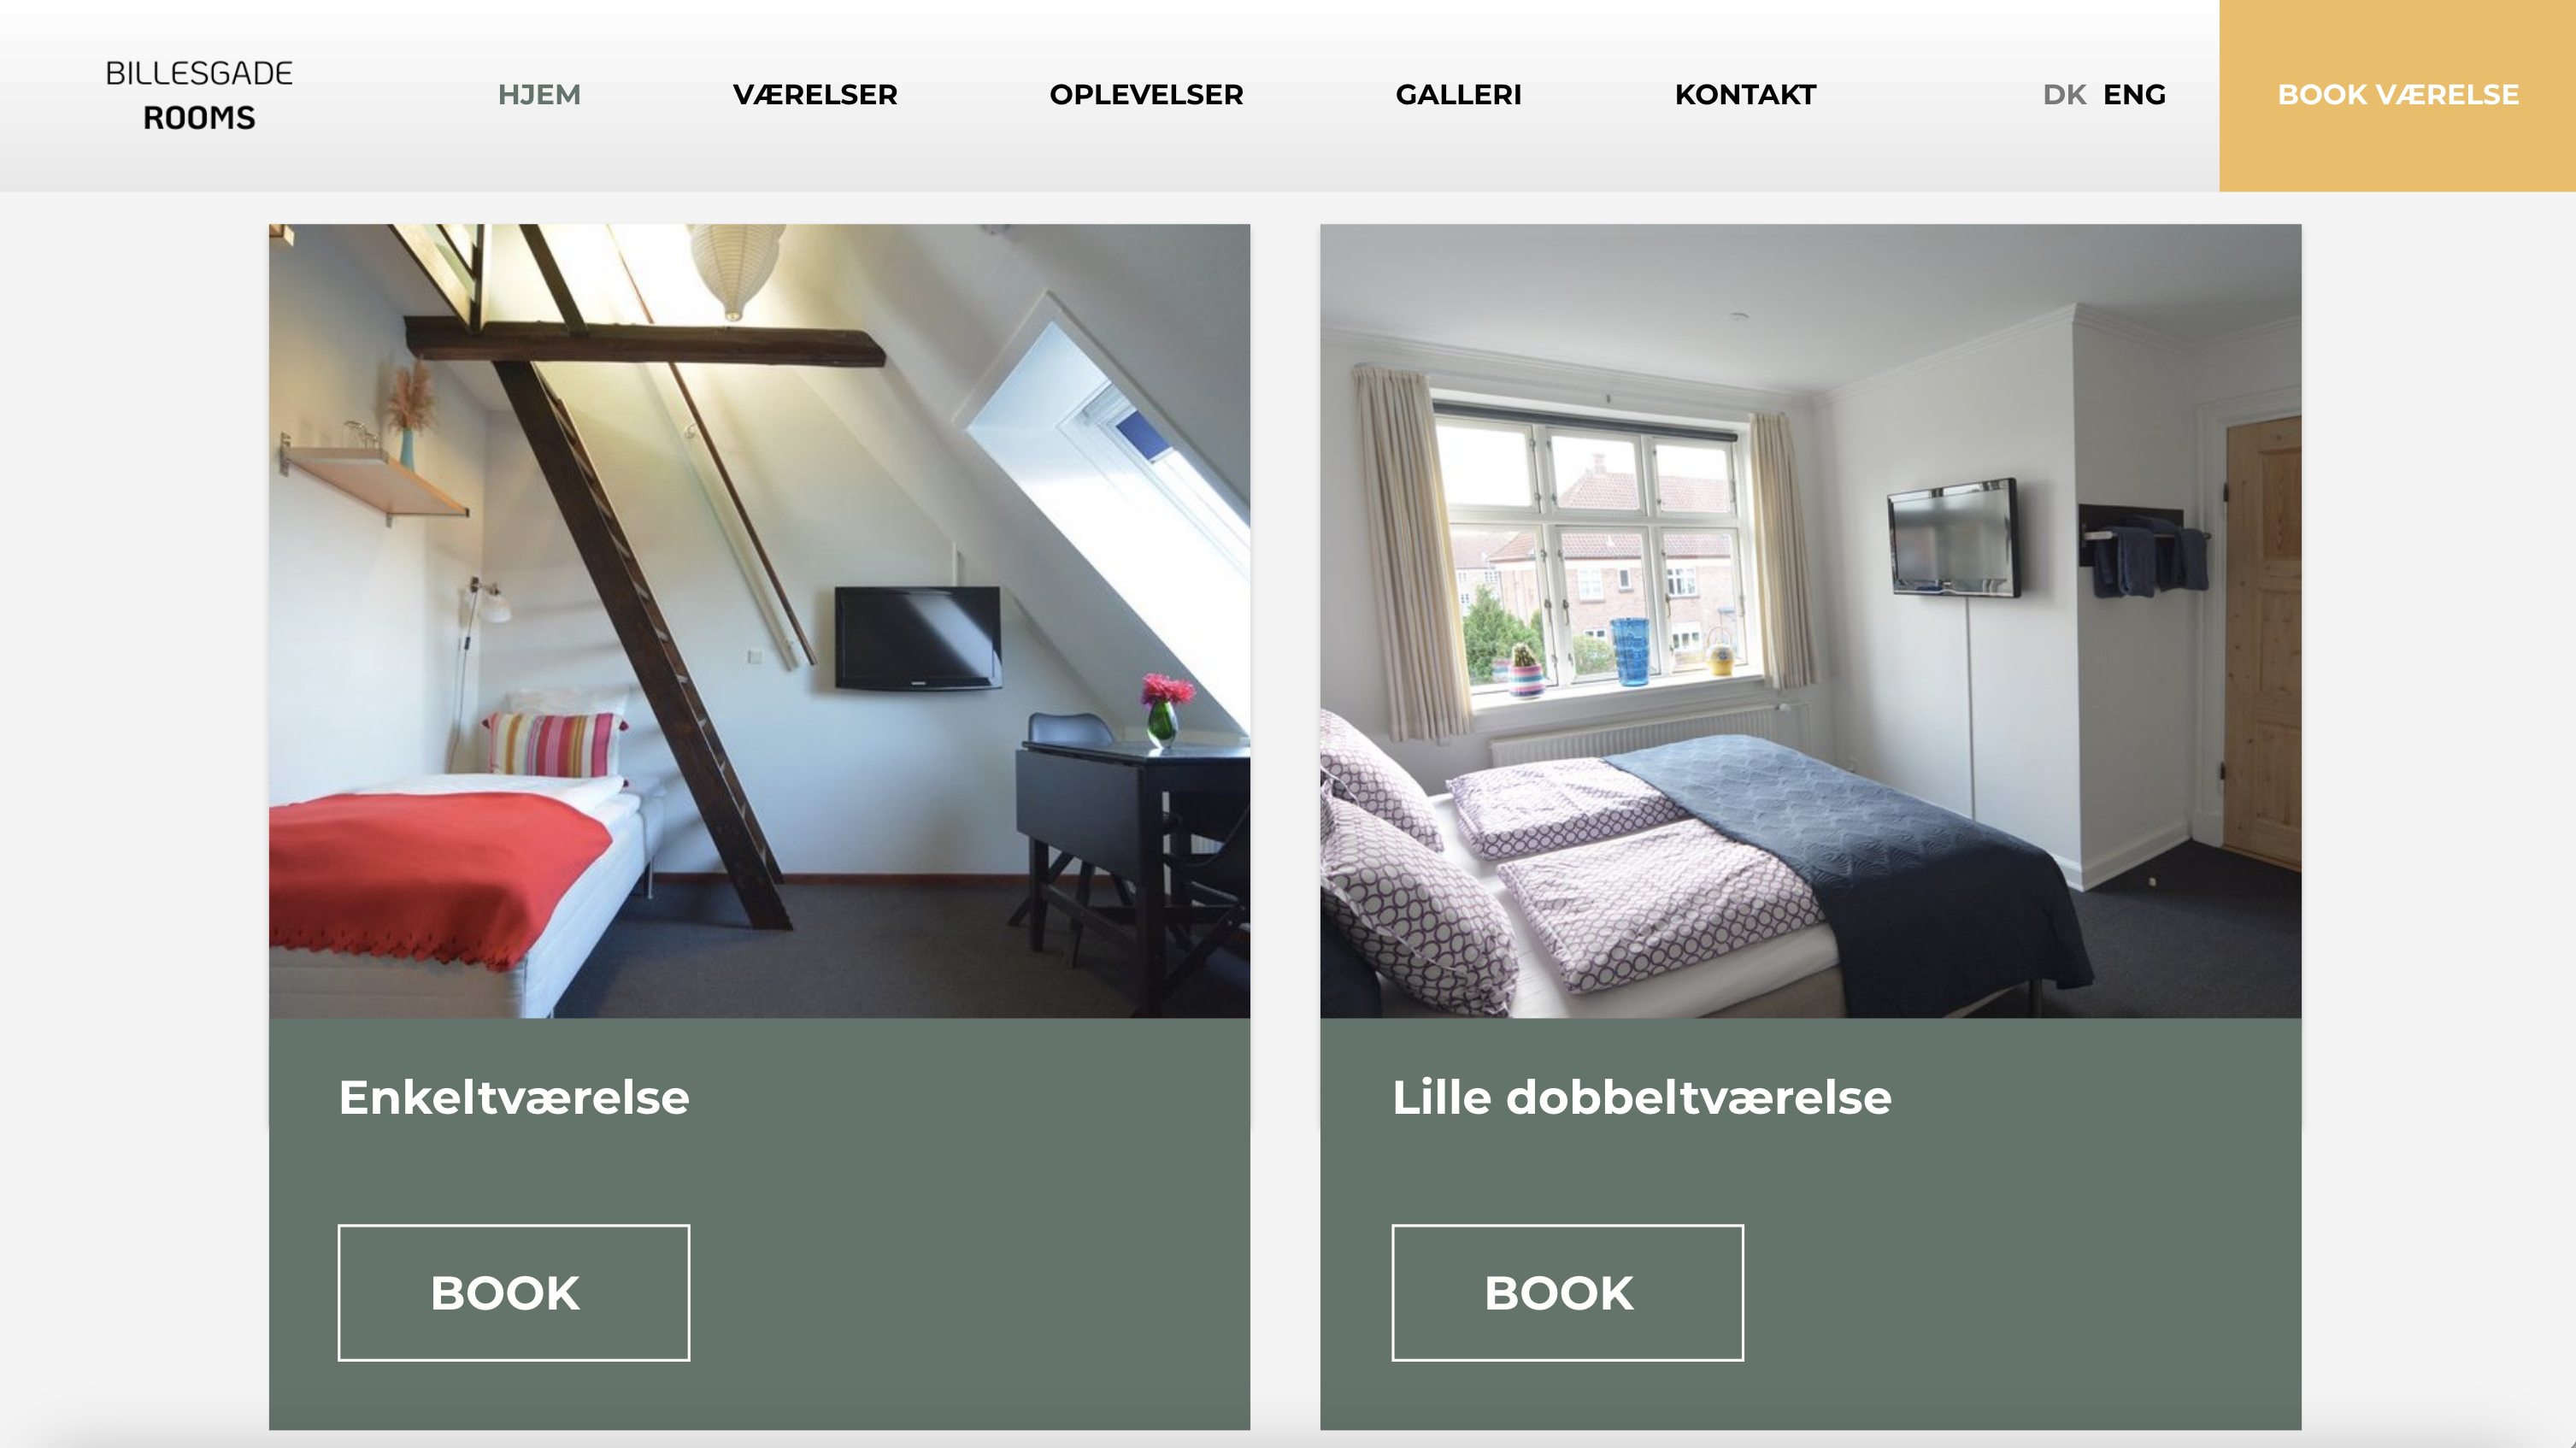 BILLESGADE
ROOMS
HJEM
VÆRELSER
OPLEVELSER
GALLERI
KONTAKT
DK ENG
BOOK VÆRELSE
Enkeltværelse
BOOK
Lille dobbeltværelse
BOOK